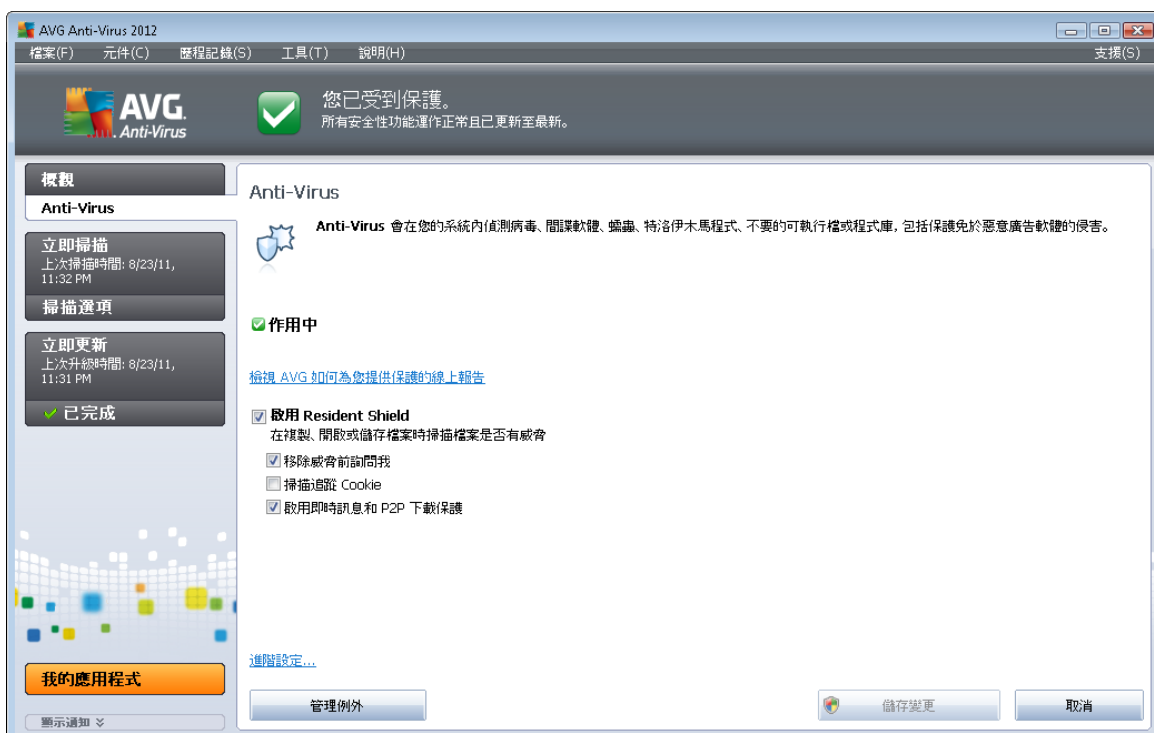 AVG Anti-Virus 2012
檔案(F) 元件(C) 歷程記錄(S) 工具(T) 說明(H) 支援(S)
AVG.
Anti-Virus
您已受到保護。
所有安全性功能運作正常且已更新至最新。
概觀
Anti-Virus
立即掃描
上次掃描時間: 8/23/11,
11:32 PM
掃描選項
立即更新
上次升級時間: 8/23/11,
11:31 PM
已完成
我的應用程式
顯示通知
Anti-Virus
Anti-Virus 會在您的系統內偵測病毒、間諜軟體、蠕蟲、特洛伊木馬程式、不要的可執行檔或程式庫, 包括保護免於惡意廣告軟體的侵害。
作用中
檢視 AVG 如何為您提供保護的線上報告
啟用 Resident Shield
在複製、開啟或儲存檔案時掃描檔案是否有威脅
移除威脅前詢問我
掃描追蹤 Cookie
啟用即時訊息和 P2P 下載保護
進階設定...
管理例外
儲存變更
取消